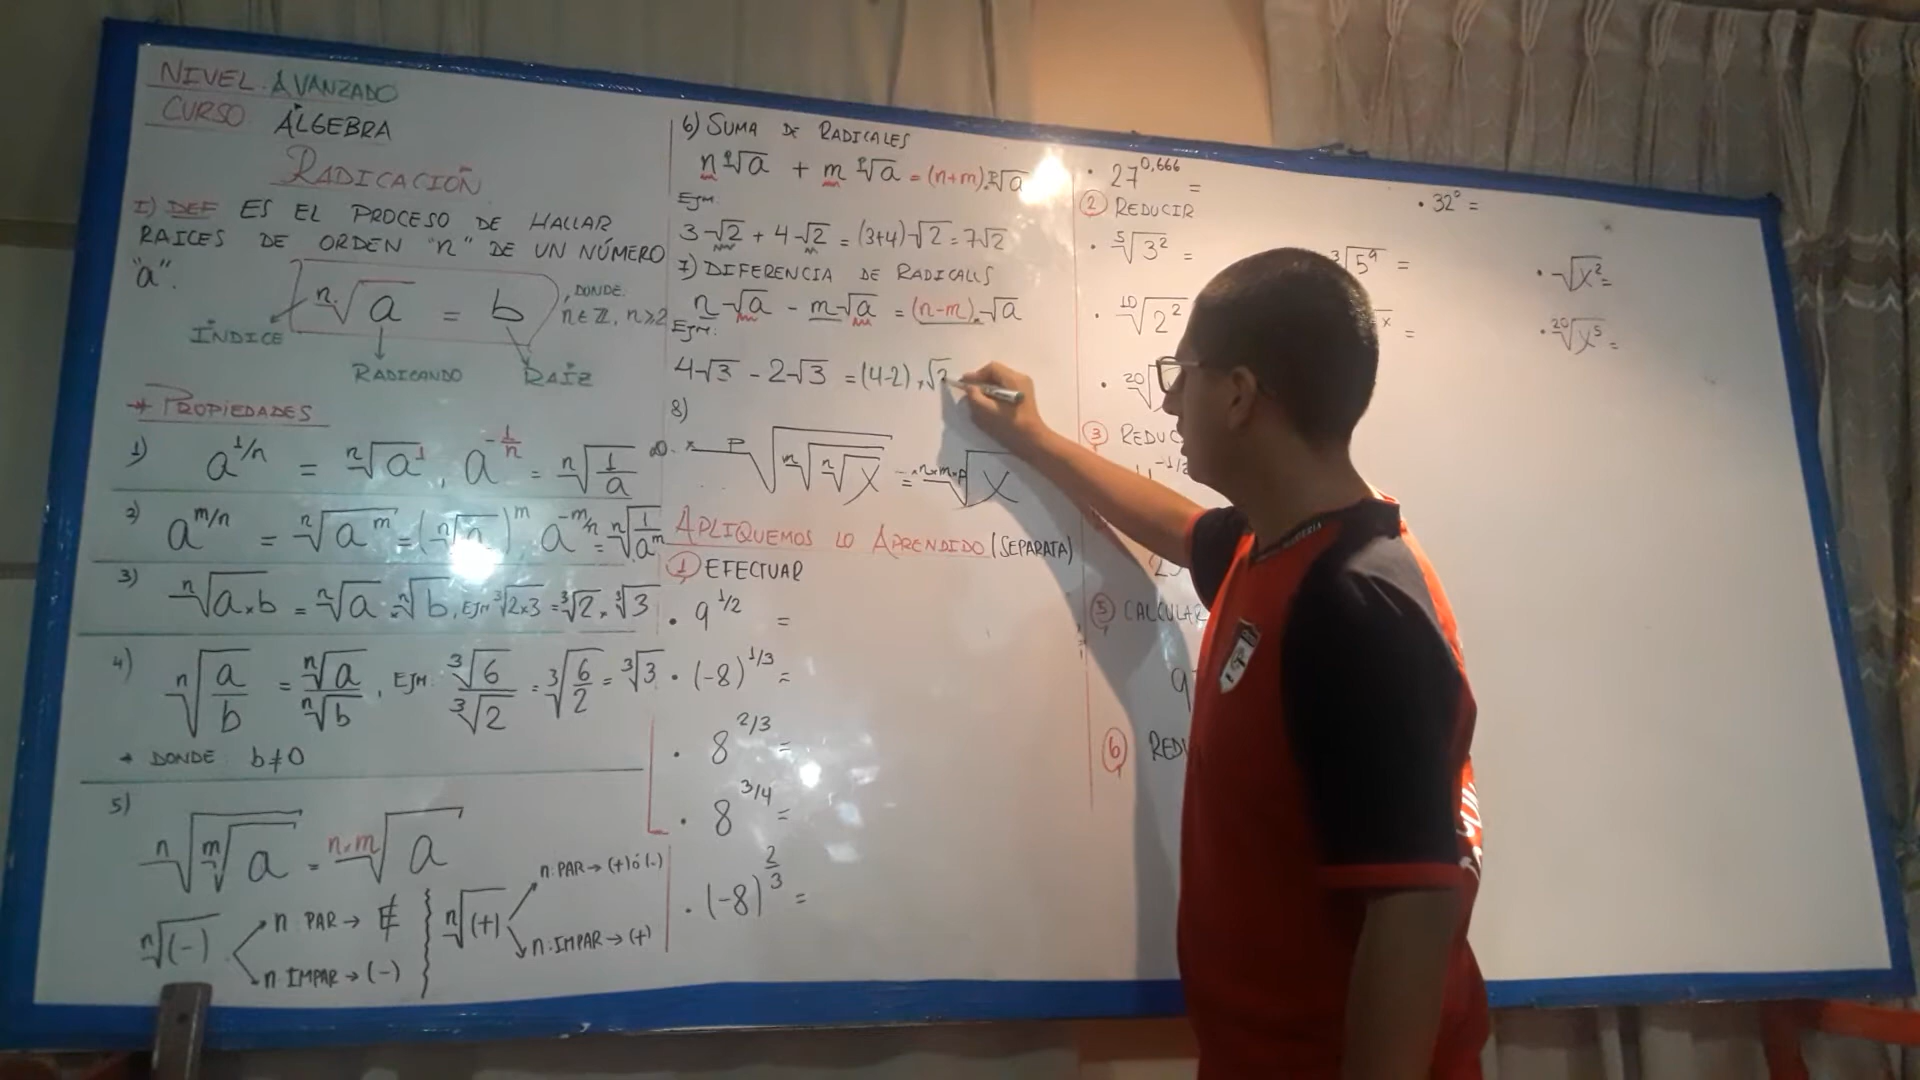 NIVEL AVANZADO
CURSO ÁLGEBRA
RADICACIÓN
I) DEF ES EL PROCESO DE HALLAR
RAICES DE ORDEN "n" DE UN NÚMERO
"a".
ⁿ√a = b , DONDE:
n ∈ ℤ, n ≥ 2
ÍNDICE
RADICANDO
RAÍZ
→ PROPIEDADES
1) a^(1/n) = ⁿ√(a¹) , a^(-1/n) = ⁿ√(1/a)
2) a^(m/n) = ⁿ√(a^m) = (ⁿ√a)^m a^(-m/n) = ⁿ√(1/a^m)
3) ⁿ√(a×b) = ⁿ√a × ⁿ√b, EJM ³√(2×3) = ³√2 × ³√3
4) ⁿ√(a/b) = ⁿ√a / ⁿ√b , EJM: ³√6 / ³√2 = ³√(6/2) = ³√3
→ DONDE b≠0
5)
ⁿ√(ᵐ√a) = ⁿ·ᵐ√a
ⁿ√(-)
n PAR → ∄
n IMPAR → (-)
ⁿ√(+)
n: PAR → (+) ó (-)
n: IMPAR → (+)
6) SUMA DE RADICALES
n ᵖ√a + m ᵖ√a = (n+m).ᵖ√a
EJM:
3√2 + 4√2 = (3+4)√2 = 7√2
7) DIFERENCIA DE RADICALES
n√a - m√a = (n-m).√a
EJM:
4√3 - 2√3 = (4-2).√
8)
ᵖ√(ᵐ√(ⁿ√x)) = ⁿ·ᵐ·ᵖ√x
APLIQUEMOS LO APRENDIDO (SEPARATA)
1 EFECTUAR
· 9^(1/2) =
· (-8)^(1/3) =
· 8^(2/3) =
· 8^(3/4) =
· (-8)^(2/3) =
· 27^(0,666) =
· 32⁰ =
2 REDUCIR
· ⁵√(3²) =
³√(5⁹) =
· √(x²) =
· ¹⁰√(2²)
x =
· ²⁰√(x⁵) =
· ²⁰√
3 REDUC
-1/2
5 CALCULAR
9
6 REDU